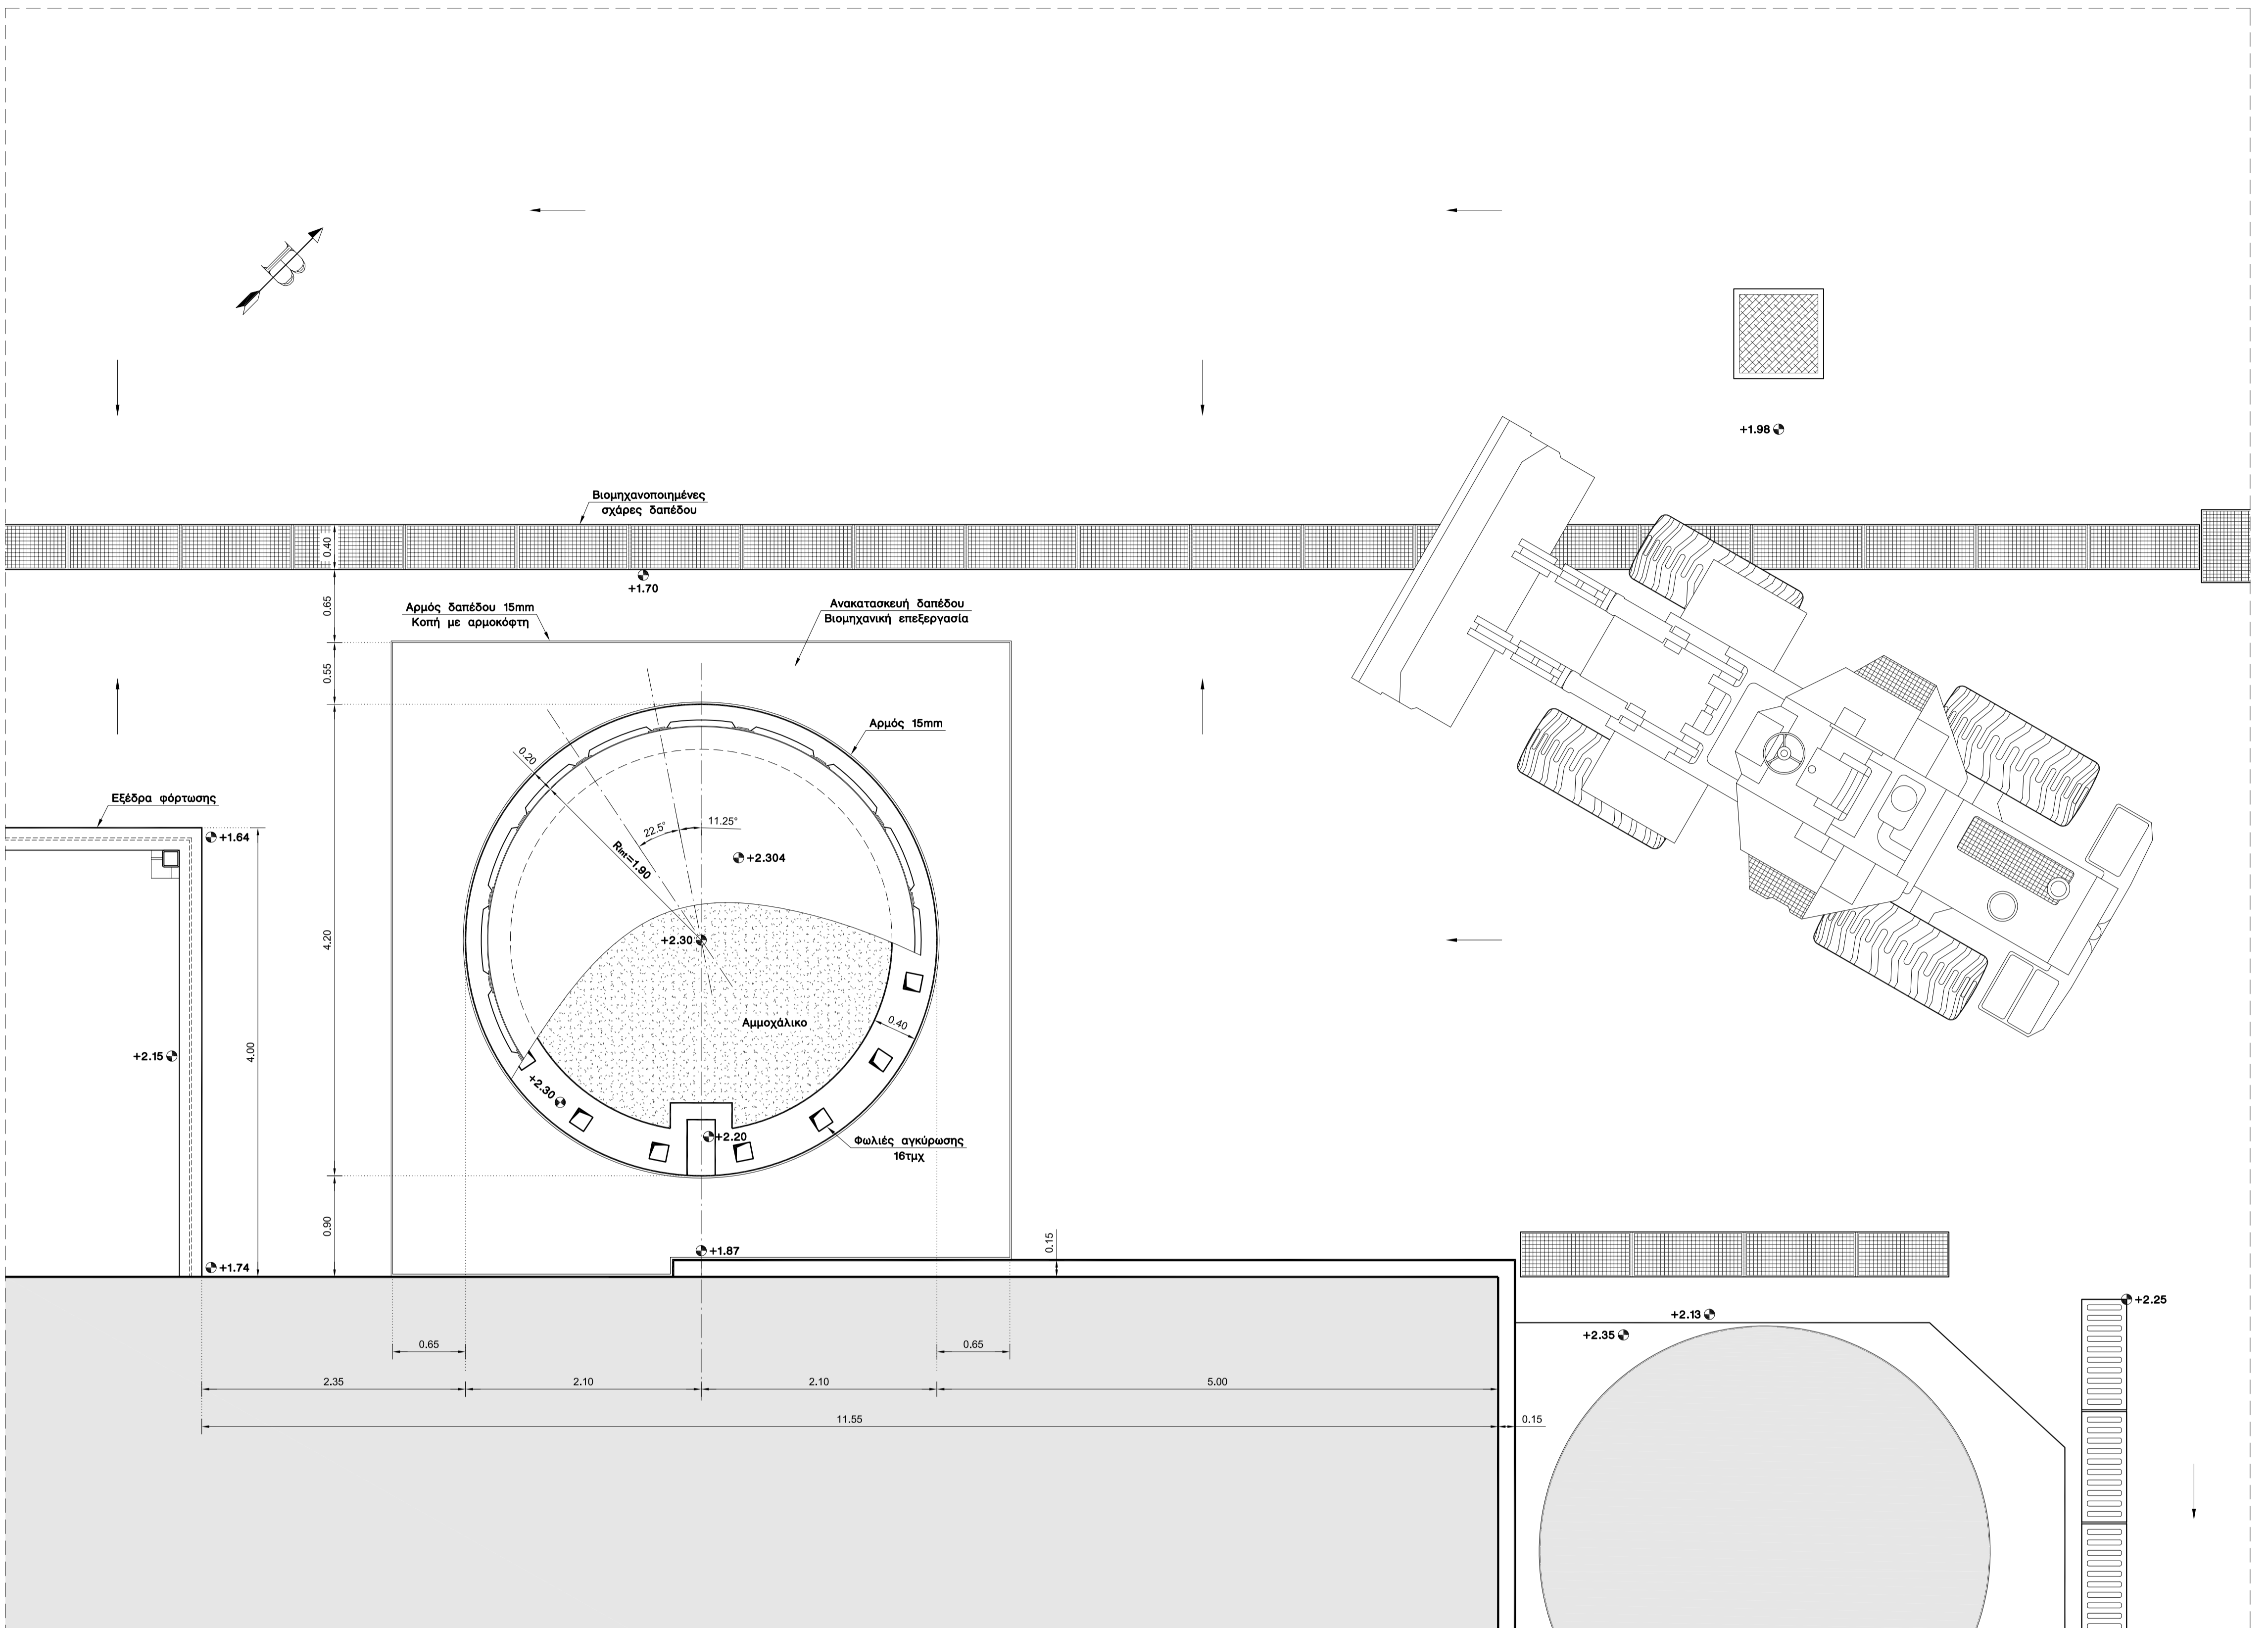 +1.98
Βιομηχανοποιημένες
σχάρες δαπέδου
0.40
+1.70
0.65
Αρμός δαπέδου 15mm
Κοπή με αρμοκόφτη
Ανακατασκευή δαπέδου
Βιομηχανική επεξεργασία
0.55
Αρμός 15mm
0.20
Εξέδρα φόρτωσης
22.5°
11.25°
+1.64
Rint=1.90
+2.304
4.20
+2.30
Αμμοχάλικο
0.40
+2.15
4.00
+2.30
+2.20
Φωλιές αγκύρωσης
16τμχ
0.90
+1.87
0.15
+1.74
+2.25
+2.13
+2.35
0.65
0.65
2.35
2.10
2.10
5.00
11.55
0.15